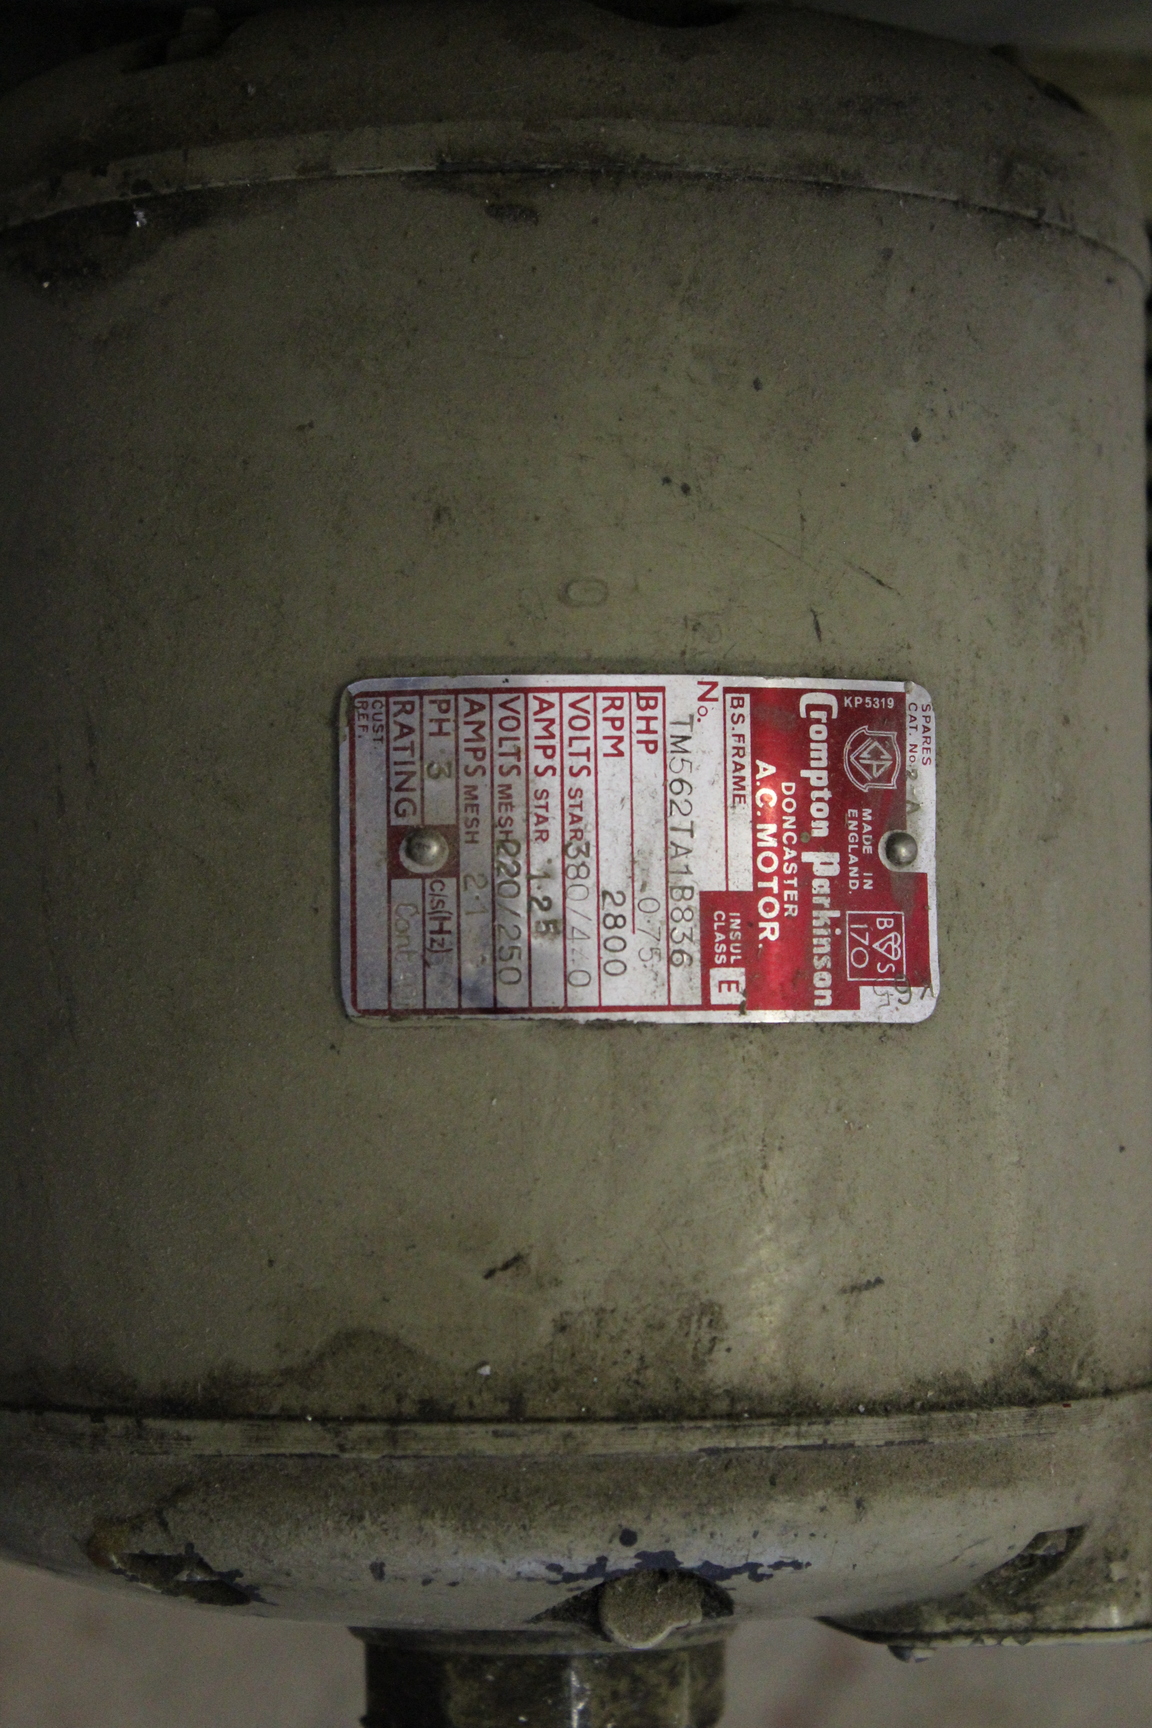 SPARES
CAT. No.
KP5319
MADE IN
ENGLAND.
BS
170
Crompton Parkinson
DONCASTER
A.C. MOTOR.
BS. FRAME
INSUL
CLASS E
No. TM562TA1B836
BHP 0.75
RPM 2800
VOLTS STAR 380/440
AMPS STAR 1.25
VOLTS MESH 220/250
AMPS MESH 2.1
PH 3 C/S(Hz)
RATING Cont
CUST.
REF.